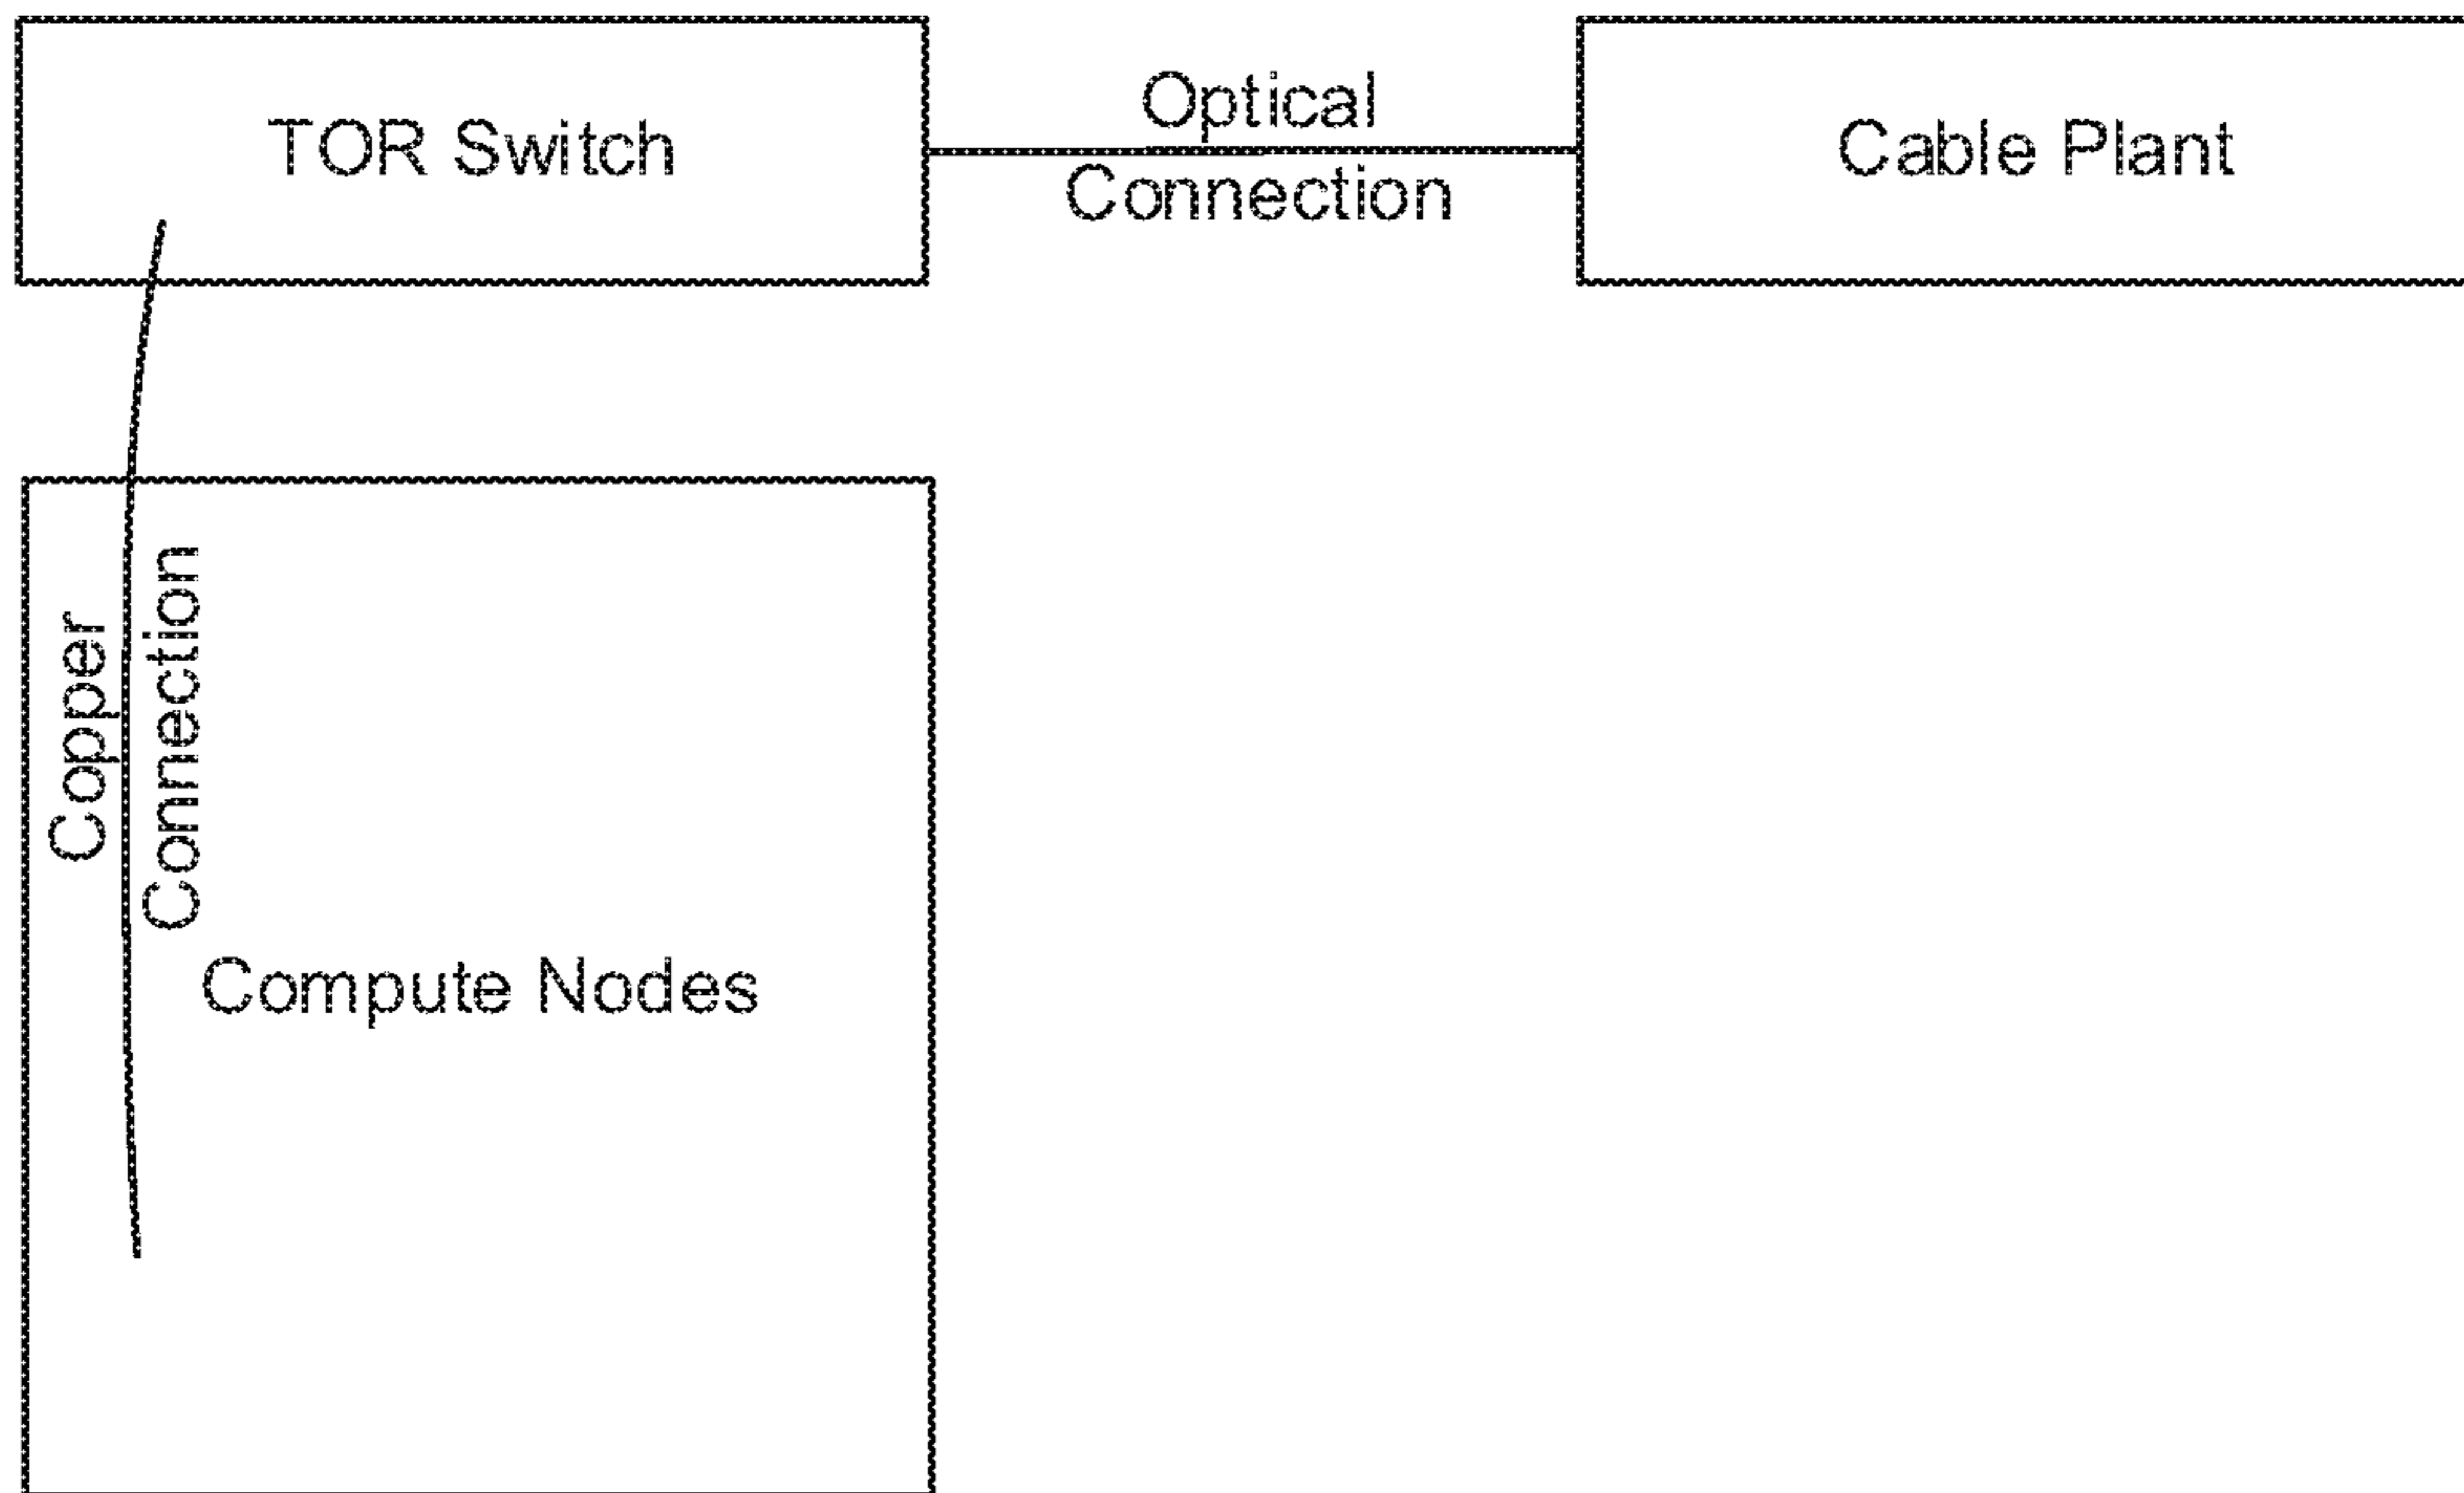 TOR Switch
Optical
Connection
Cable Plant
Copper
Connection
Compute Nodes